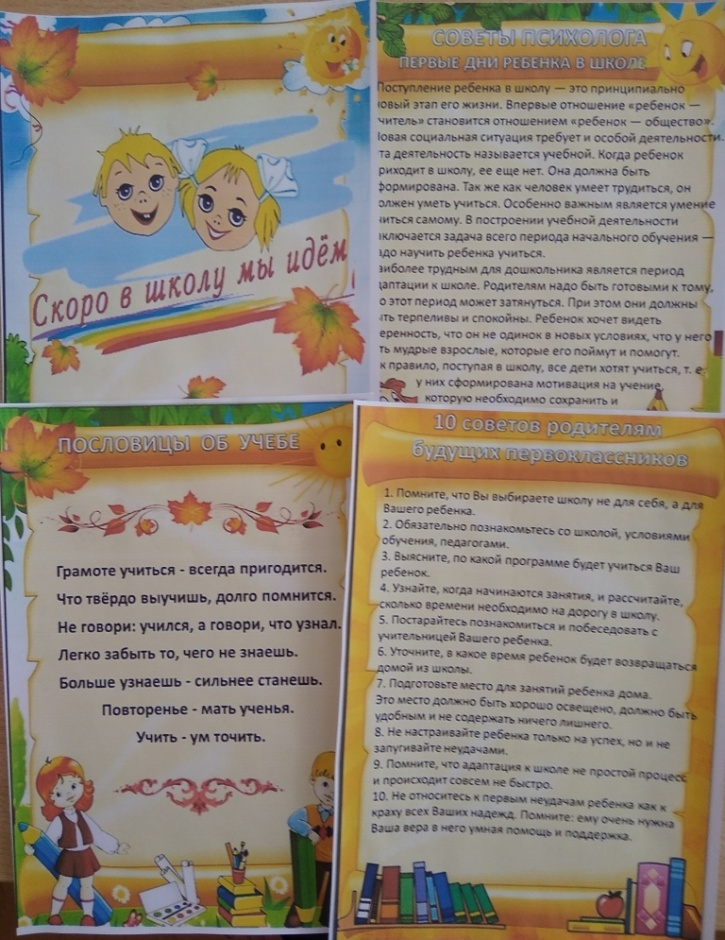 Скоро в школу мы идём
СОВЕТЫ ПСИХОЛОГА
ПЕРВЫЕ ДНИ РЕБЕНКА В ШКОЛЕ
Поступление ребенка в школу — это принципиально
новый этап его жизни. Впервые отношение «ребенок —
учитель» становится отношением «ребенок — общество».
Новая социальная ситуация требует и особой деятельности.
та деятельность называется учебной. Когда ребенок
риходит в школу, ее еще нет. Она должна быть
формирована. Так же как человек умеет трудиться, он
олжен уметь учиться. Особенно важным является умение
читься самому. В построении учебной деятельности
ключается задача всего периода начального обучения —
адо научить ребенка учиться.
аиболее трудным для дошкольника является период
даптации к школе. Родителям надо быть готовыми к тому,
о этот период может затянуться. При этом они должны
ть терпеливы и спокойны. Ребенок хочет видеть
еренность, что он не одинок в новых условиях, что у него
ть мудрые взрослые, которые его поймут и помогут.
к правило, поступая в школу, все дети хотят учиться, т. е.
у них сформирована мотивация на учение,
которую необходимо сохранить и
ПОСЛОВИЦЫ ОБ УЧЕБЕ
Грамоте учиться - всегда пригодится.
Что твёрдо выучишь, долго помнится.
Не говори: учился, а говори, что узнал.
Легко забыть то, чего не знаешь.
Больше узнаешь - сильнее станешь.
Повторенье - мать ученья.
Учить - ум точить.
10 советов родителям
будущих первоклассников
1. Помните, что Вы выбираете школу не для себя, а для
Вашего ребенка.
2. Обязательно познакомьтесь со школой, условиями
обучения, педагогами.
3. Выясните, по какой программе будет учиться Ваш
ребенок.
4. Узнайте, когда начинаются занятия, и рассчитайте,
сколько времени необходимо на дорогу в школу.
5. Постарайтесь познакомиться и побеседовать с
учительницей Вашего ребенка.
6. Уточните, в какое время ребенок будет возвращаться
домой из школы.
7. Подготовьте место для занятий ребенка дома.
Это место должно быть хорошо освещено, должно быть
удобным и не содержать ничего лишнего.
8. Не настраивайте ребенка только на успех, но и не
запугивайте неудачами.
9. Помните, что адаптация к школе не простой процесс
и происходит совсем не быстро.
10. Не относитесь к первым неудачам ребенка как к
краху всех Ваших надежд. Помните: ему очень нужна
Ваша вера в него умная помощь и поддержка.